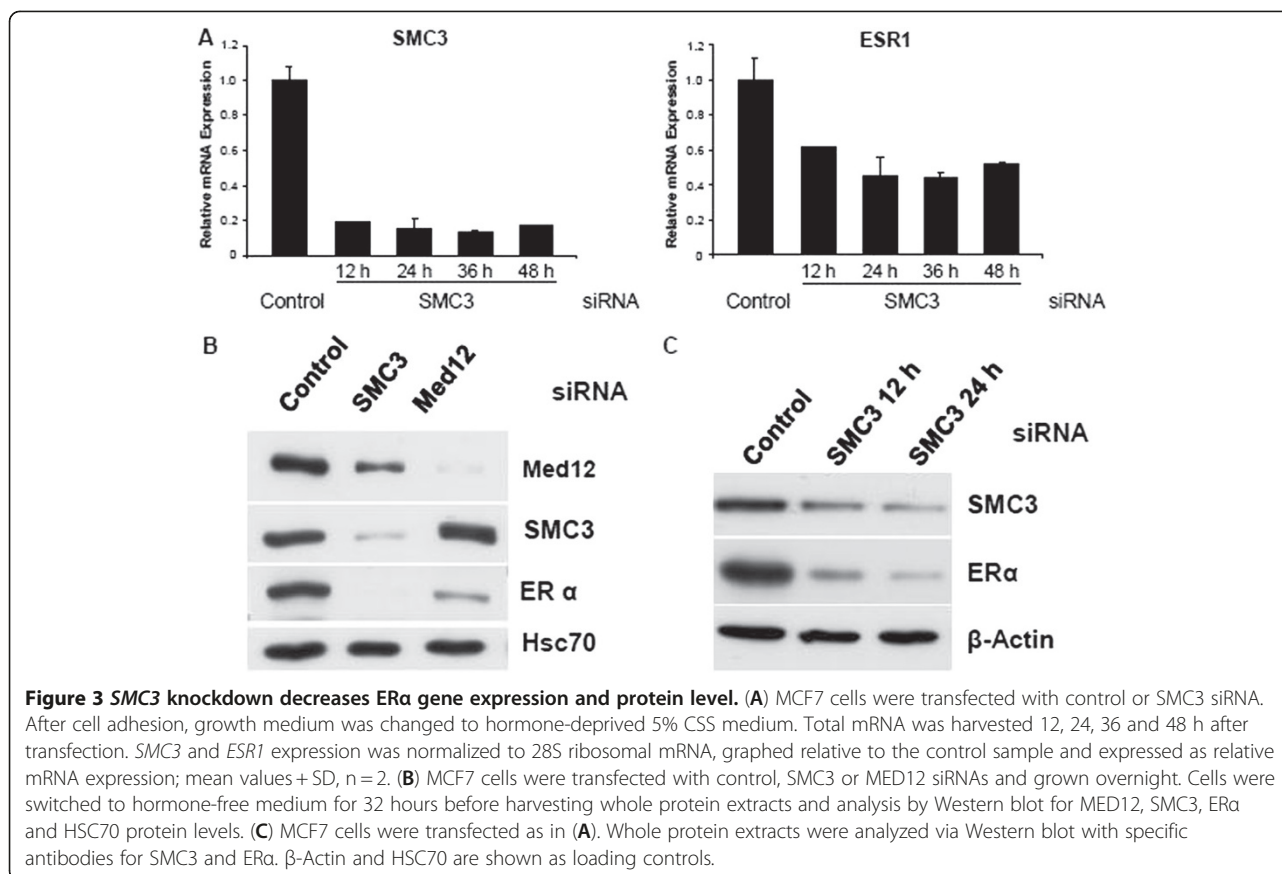 A
SMC3
Relative mRNA Expression
1.2
1.0
0.8
0.6
0.4
0.2
0
12 h 24 h 36 h 48 h
Control SMC3 siRNA
ESR1
Relative mRNA Expression
1.2
1.0
0.8
0.6
0.4
0.2
0
12 h 24 h 36 h 48 h
Control SMC3 siRNA
B
Control SMC3 Med12 siRNA
Med12
SMC3
ER α
Hsc70
C
Control SMC3 12 h SMC3 24 h siRNA
SMC3
ERα
β-Actin
Figure 3 SMC3 knockdown decreases ERα gene expression and protein level. (A) MCF7 cells were transfected with control or SMC3 siRNA.
After cell adhesion, growth medium was changed to hormone-deprived 5% CSS medium. Total mRNA was harvested 12, 24, 36 and 48 h after
transfection. SMC3 and ESR1 expression was normalized to 28S ribosomal mRNA, graphed relative to the control sample and expressed as relative
mRNA expression; mean values + SD, n = 2. (B) MCF7 cells were transfected with control, SMC3 or MED12 siRNAs and grown overnight. Cells were
switched to hormone-free medium for 32 hours before harvesting whole protein extracts and analysis by Western blot for MED12, SMC3, ERα
and HSC70 protein levels. (C) MCF7 cells were transfected as in (A). Whole protein extracts were analyzed via Western blot with specific
antibodies for SMC3 and ERα. β-Actin and HSC70 are shown as loading controls.